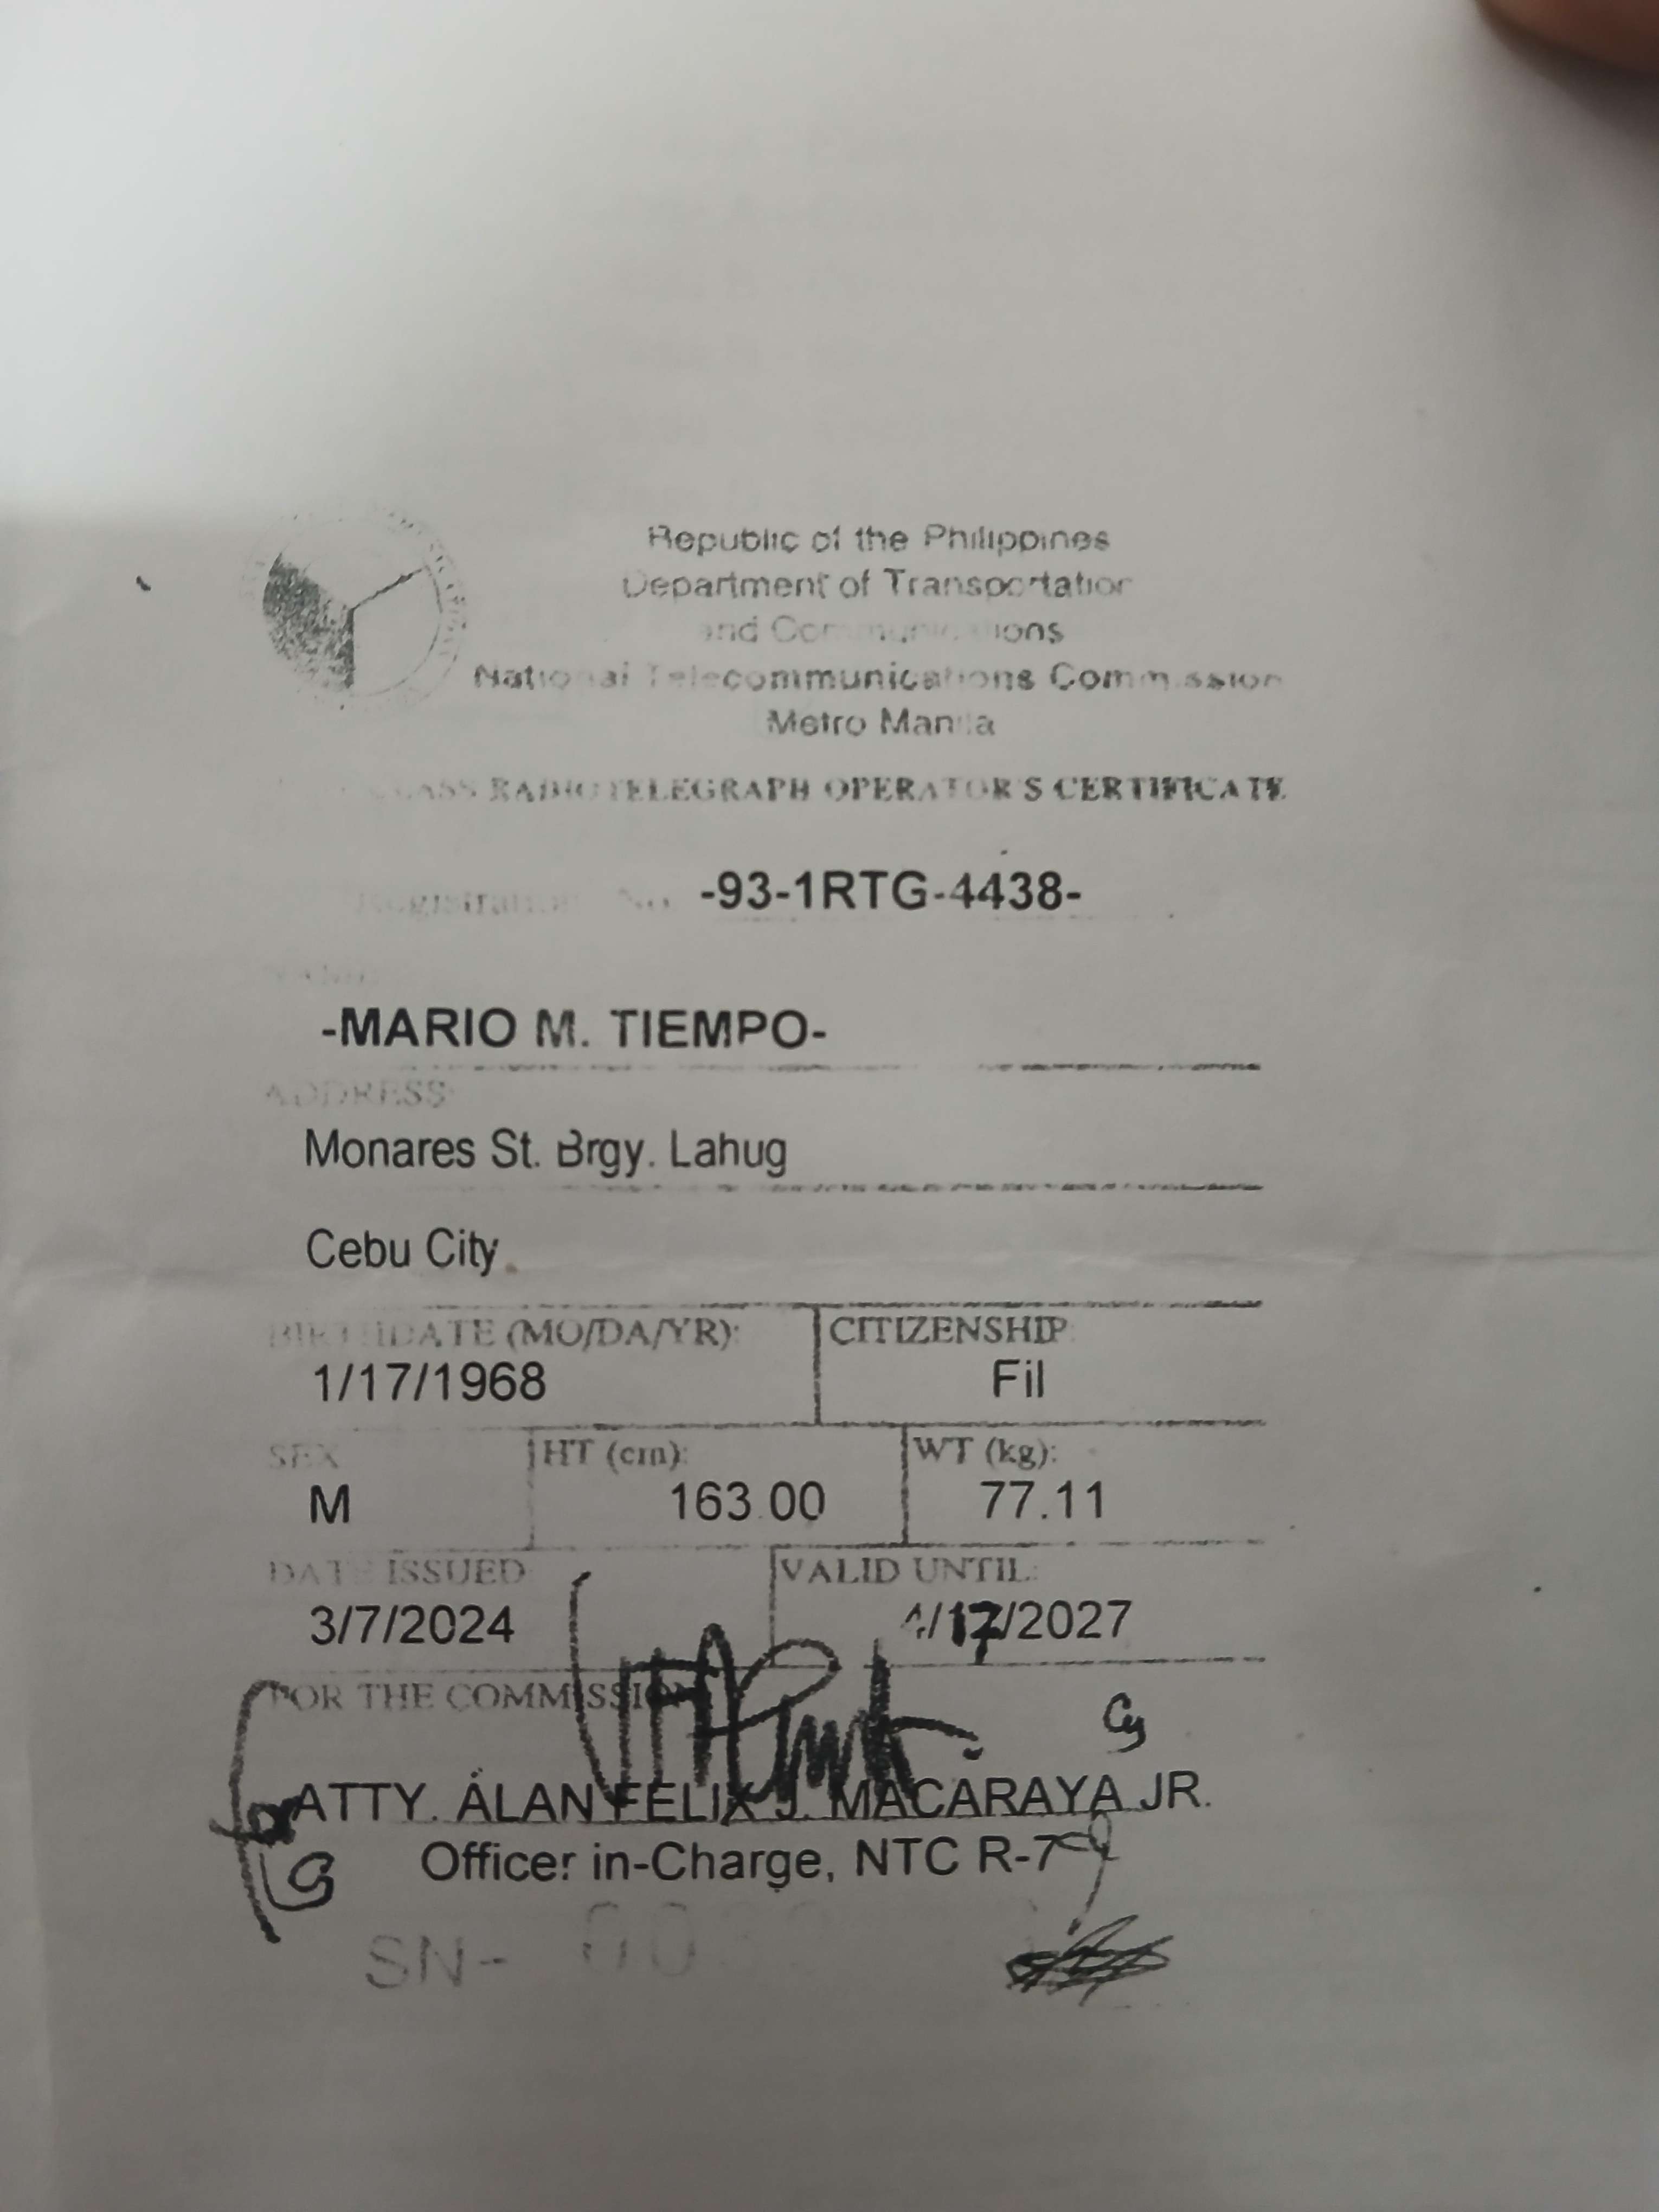 Republic of the Philippines
Department of Transportation
and Communications
National Telecommunications Commission
Metro Manila
CLASS RADIOTELEGRAPH OPERATOR'S CERTIFICATE
Registration No. -93-1RTG-4438-
NAME
-MARIO M. TIEMPO-
ADDRESS:
Monares St. Brgy. Lahug
Cebu City.
BIRTHDATE (MO/DA/YR): CITIZENSHIP
1/17/1968 Fil
SEX HT (cm): WT (kg):
M 163.00 77.11
DATE ISSUED VALID UNTIL:
3/7/2024 4/17/2027
FOR THE COMMISSION
for ATTY. ALAN FELIX J. MACARAYA JR.
Officer in-Charge, NTC R-7
SN-